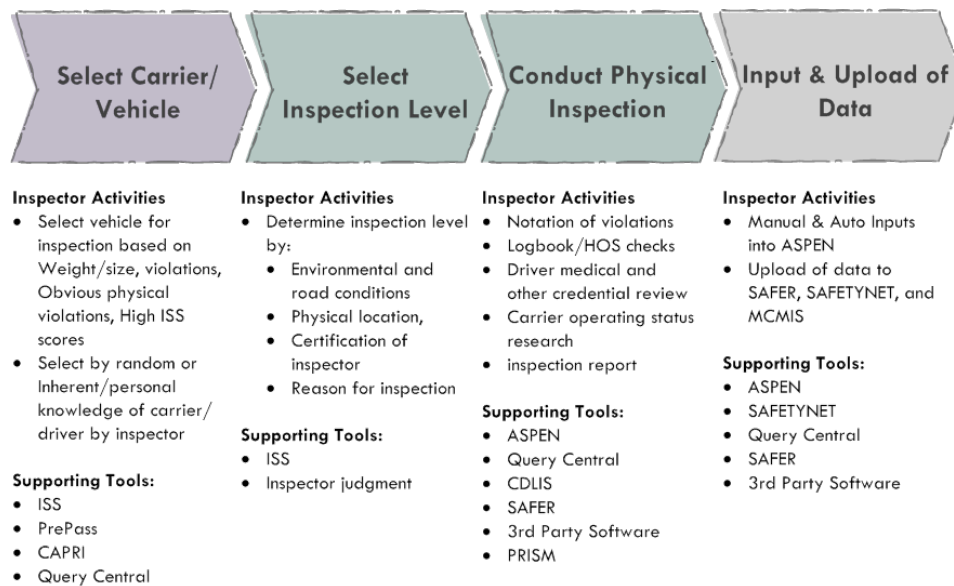 Select Carrier/
Vehicle
Select
Inspection Level
Conduct Physical
Inspection
Input & Upload of
Data
Inspector Activities
• Select vehicle for
inspection based on
Weight/size, violations,
Obvious physical
violations, High ISS
scores
• Select by random or
Inherent/personal
knowledge of carrier/
driver by inspector
Supporting Tools:
• ISS
• PrePass
• CAPRI
• Query Central
Inspector Activities
• Determine inspection level
by:
• Environmental and
road conditions
• Physical location,
• Certification of
inspector
• Reason for inspection
Supporting Tools:
• ISS
• Inspector judgment
Inspector Activities
• Notation of violations
• Logbook/HOS checks
• Driver medical and
other credential review
• Carrier operating status
research
• inspection report
Supporting Tools:
• ASPEN
• Query Central
• CDLIS
• SAFER
• 3rd Party Software
• PRISM
Inspector Activities
• Manual & Auto Inputs
into ASPEN
• Upload of data to
SAFER, SAFETYNET, and
MCMIS
Supporting Tools:
• ASPEN
• SAFETYNET
• Query Central
• SAFER
• 3rd Party Software